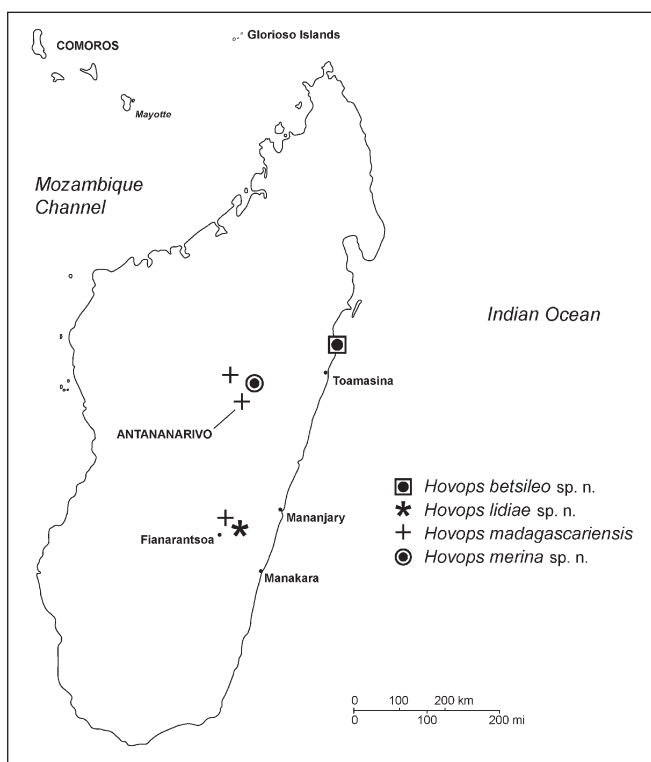 COMOROS
Glorioso Islands
Mayotte
Mozambique
Channel
Indian Ocean
Toamasina
ANTANANARIVO
Hovops betsileo sp. n.
Hovops lidiae sp. n.
Hovops madagascariensis
Hovops merina sp. n.
Mananjary
Fianarantsoa
Manakara
0 100 200 km
0 100 200 mi